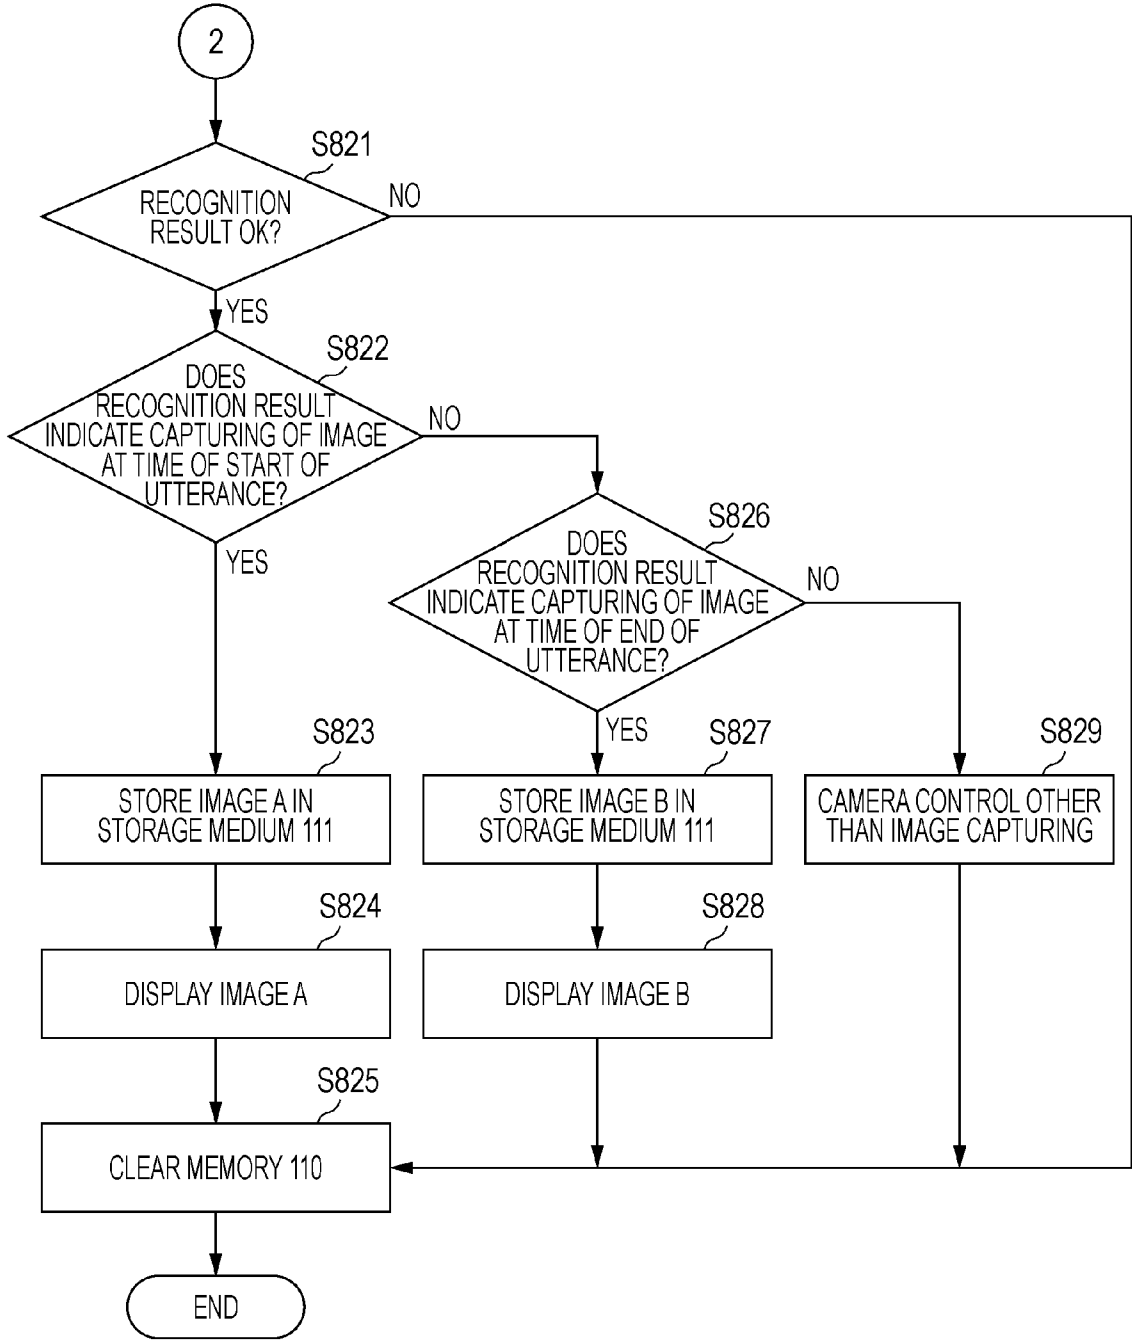 2
S821
RECOGNITION
RESULT OK?
NO
YES
S822
DOES
RECOGNITION RESULT
INDICATE CAPTURING OF IMAGE
AT TIME OF START OF
UTTERANCE?
NO
YES
S826
DOES
RECOGNITION RESULT
INDICATE CAPTURING OF IMAGE
AT TIME OF END OF
UTTERANCE?
NO
YES
S823
STORE IMAGE A IN
STORAGE MEDIUM 111
S827
STORE IMAGE B IN
STORAGE MEDIUM 111
S829
CAMERA CONTROL OTHER
THAN IMAGE CAPTURING
S824
DISPLAY IMAGE A
S828
DISPLAY IMAGE B
S825
CLEAR MEMORY 110
END